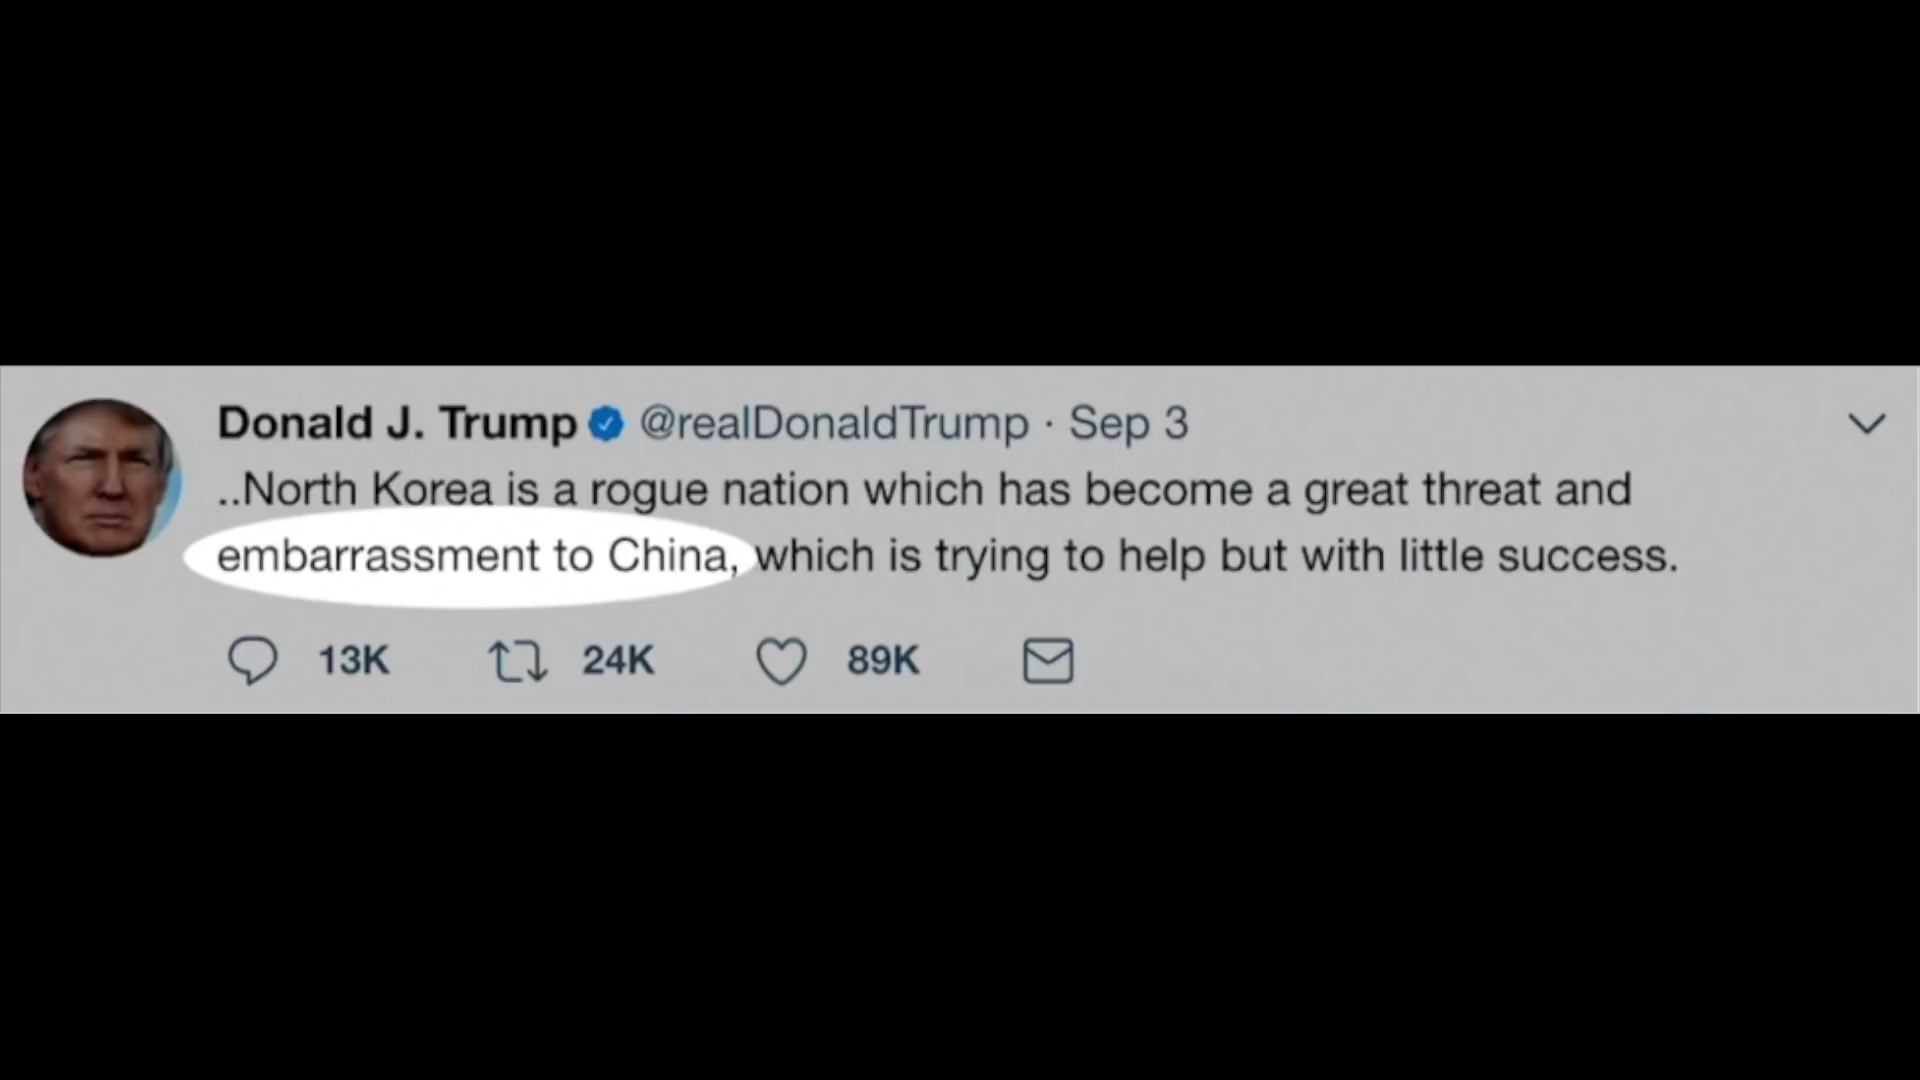 Donald J. Trump @realDonaldTrump · Sep 3
..North Korea is a rogue nation which has become a great threat and
embarrassment to China, which is trying to help but with little success.
13K 24K 89K